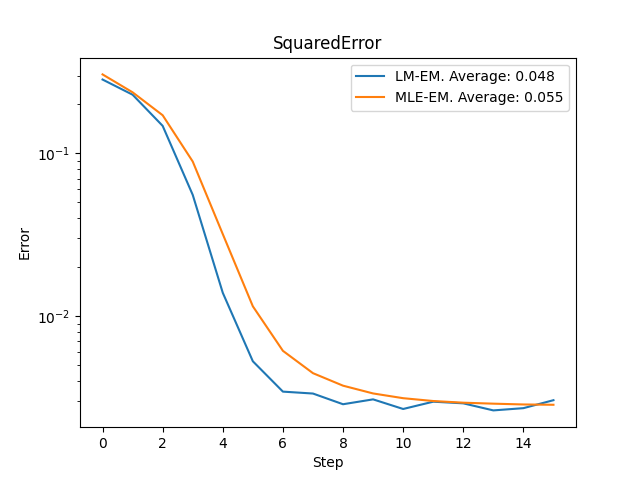 SquaredError
LM-EM. Average: 0.048
MLE-EM. Average: 0.055
10⁻¹
10⁻²
Error
0 2 4 6 8 10 12 14
Step